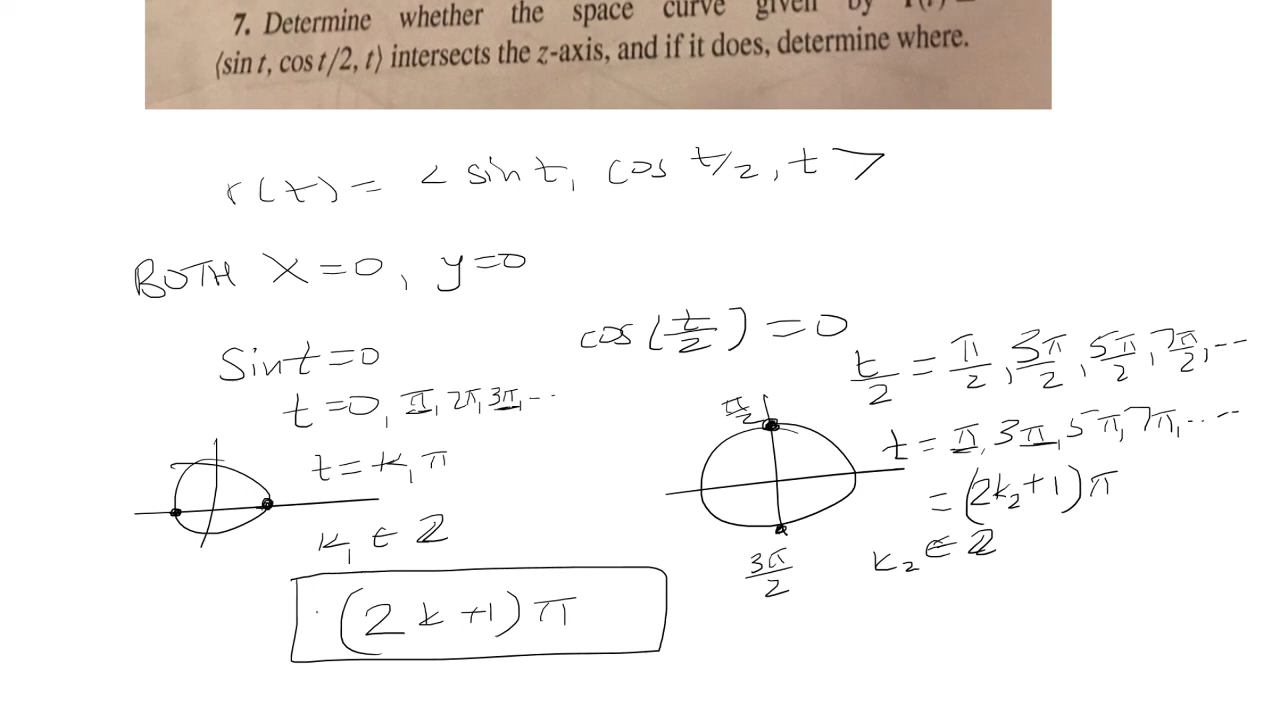 7. Determine whether the space curve given by r(t) =
⟨sin t, cos t/2, t⟩ intersects the z-axis, and if it does, determine where.
r(t) = < sin t, cos t/2, t >
BOTH x=0, y=0
sin t = 0
t = 0, π, 2π, 3π, ...
t = k₁ π
k₁ ∈ Z
cos(t/2) = 0
t/2 = π/2, 3π/2, 5π/2, 7π/2, ...
t = π, 3π, 5π, 7π, ....
= (2k₂+1) π
k₂ ∈ Z
π/2
3π/2
(2k+1) π